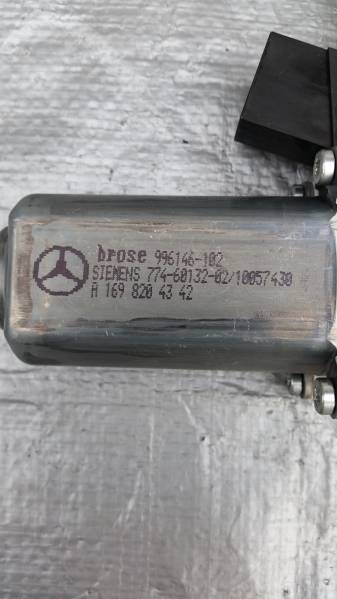 brose 996146-102
SIEMENS 774-60132-02/10057430
A 169 820 43 42